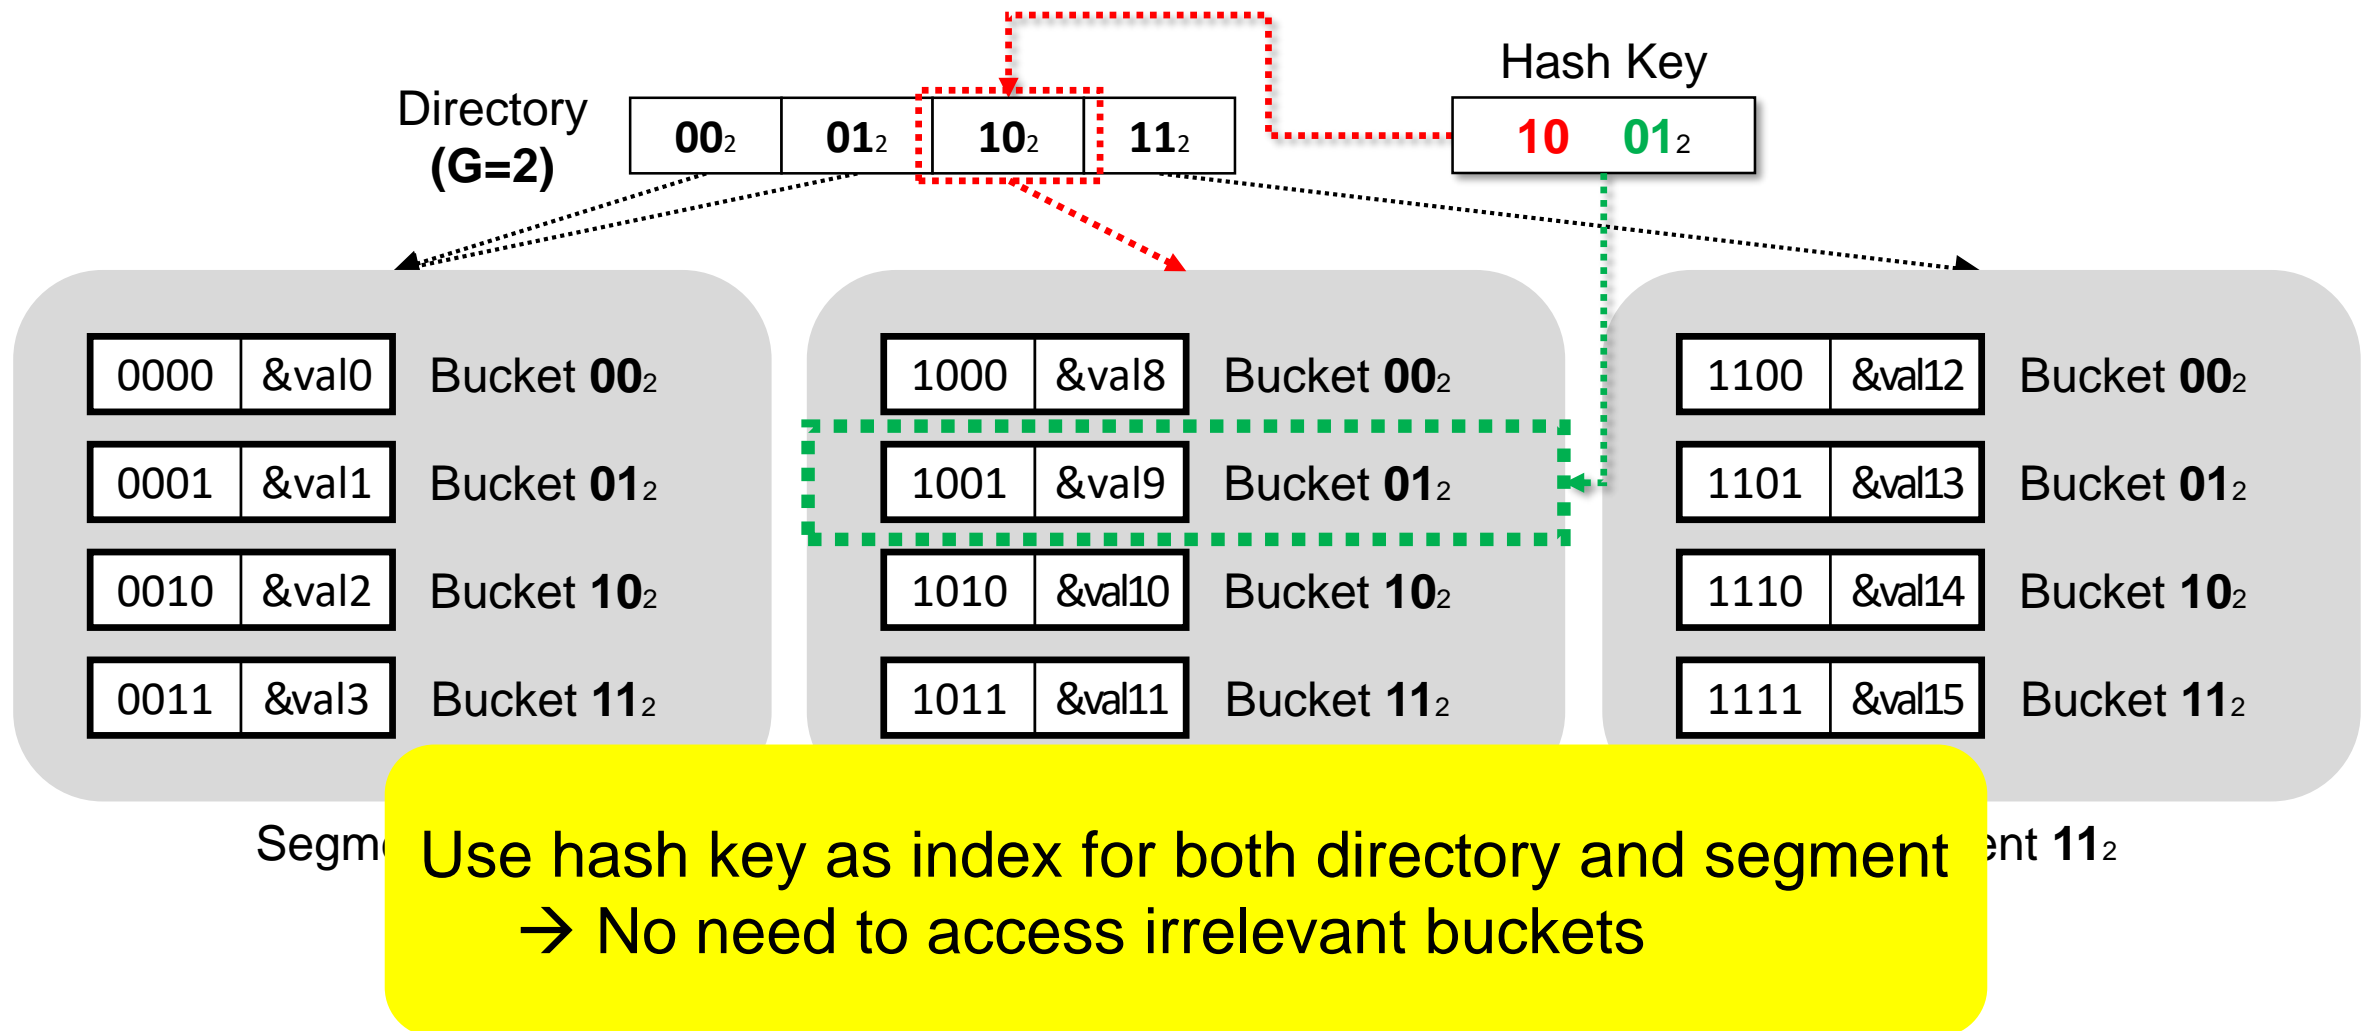 Hash Key
Directory
(G=2)
00₂ 01₂ 10₂ 11₂
10 01₂
0000 &val0 Bucket 00₂
0001 &val1 Bucket 01₂
0010 &val2 Bucket 10₂
0011 &val3 Bucket 11₂
1000 &val8 Bucket 00₂
1001 &val9 Bucket 01₂
1010 &val10 Bucket 10₂
1011 &val11 Bucket 11₂
1100 &val12 Bucket 00₂
1101 &val13 Bucket 01₂
1110 &val14 Bucket 10₂
1111 &val15 Bucket 11₂
11₂
Use hash key as index for both directory and segment
→ No need to access irrelevant buckets